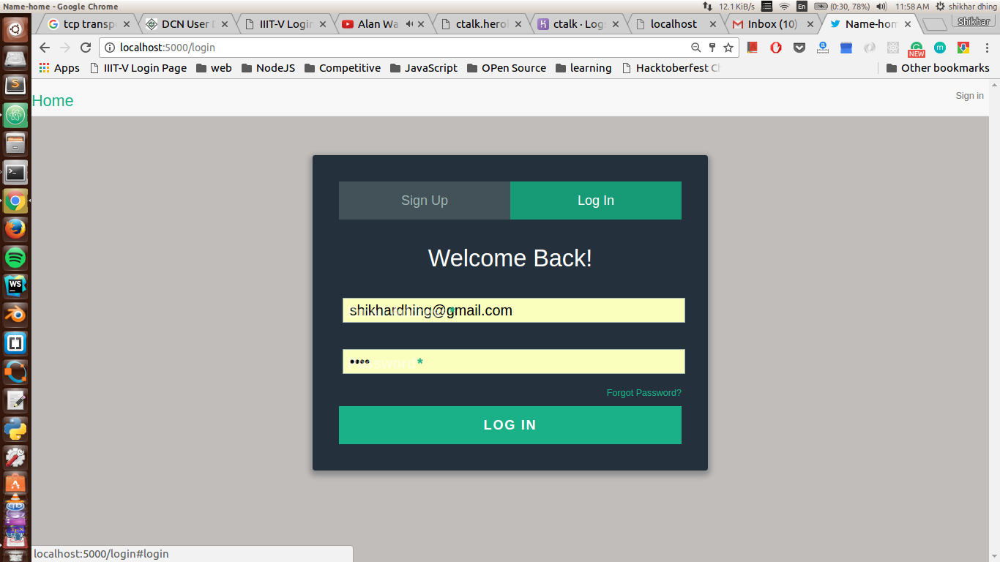 Name-home - Google Chrome
12.1 KiB/s
En
(0:30, 78%)
11:58 AM
shikhar dhing
tcp transp
DCN User
IIIT-V Login
Alan Wa
ctalk.herol
ctalk · Log
localhost
Inbox (10)
Name-hom
Shikhar
localhost:5000/login
NEW
Apps
IIIT-V Login Page
web
NodeJS
Competitive
JavaScript
OPen Source
learning
Hacktoberfest
Other bookmarks
Home
Sign in
Sign Up
Log In
Welcome Back!
shikhardhing@gmail.com
*
Forgot Password?
LOG IN
WS
localhost:5000/login#login